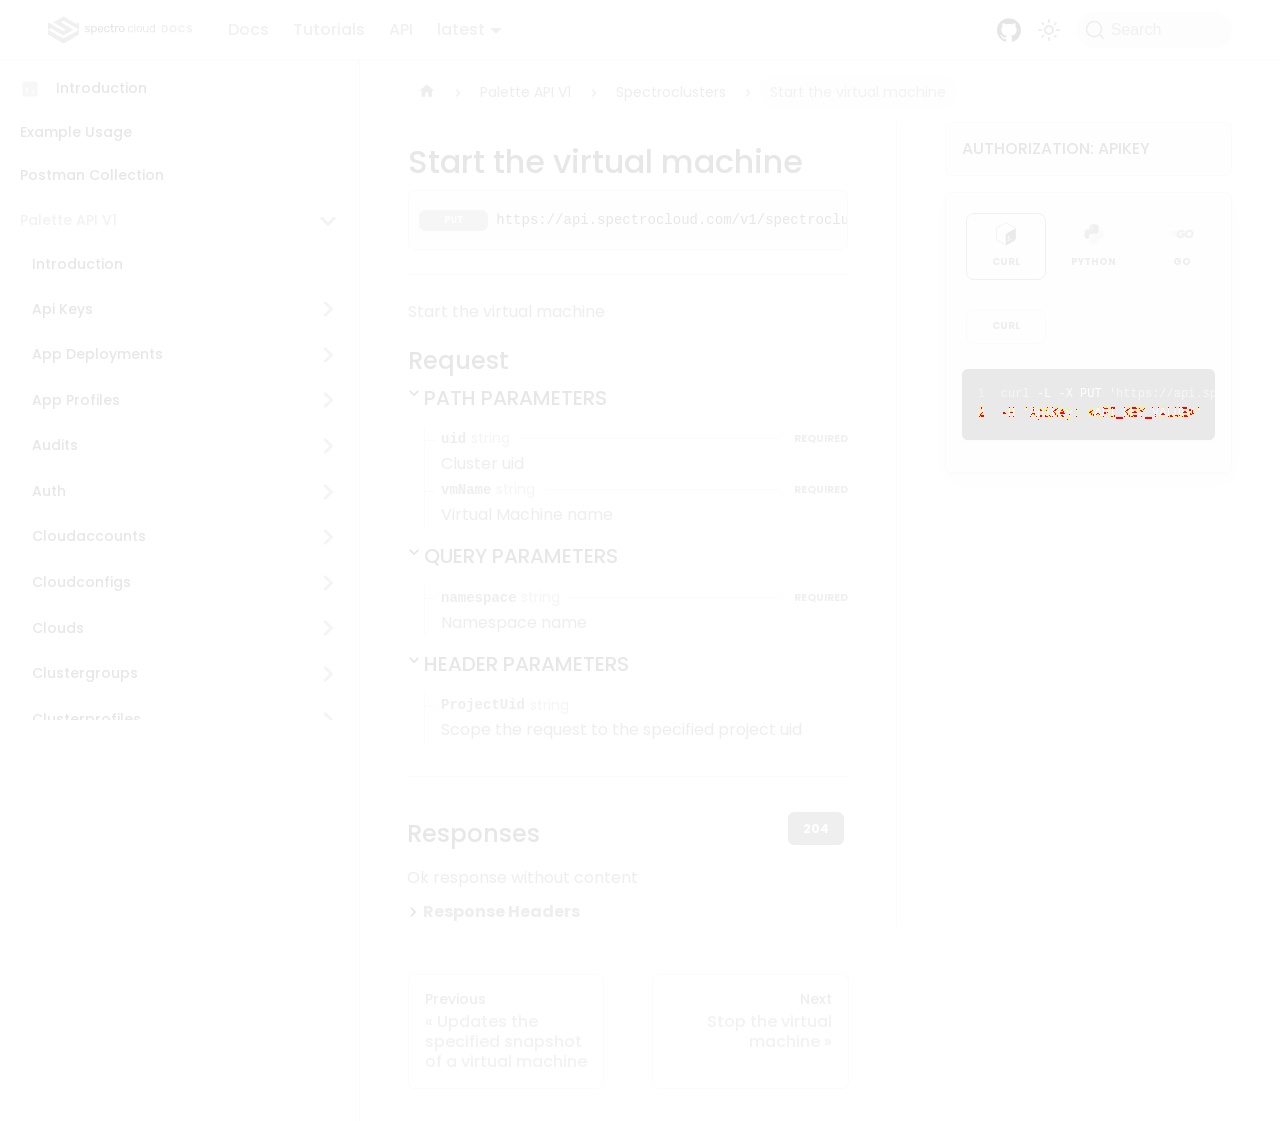 spectro cloud DOCS
Docs
Tutorials
API
latest
Search
Introduction
Example Usage
Postman Collection
Palette API V1
Introduction
Api Keys
App Deployments
App Profiles
Audits
Auth
Cloudaccounts
Cloudconfigs
Clouds
Clustergroups
Clusterprofiles
Palette API V1
Spectroclusters
Start the virtual machine
Start the virtual machine
PUT https://api.spectrocloud.com/v1/spectroclu
Start the virtual machine
Request
PATH PARAMETERS
uid string REQUIRED
Cluster uid
vmName string REQUIRED
Virtual Machine name
QUERY PARAMETERS
namespace string REQUIRED
Namespace name
HEADER PARAMETERS
ProjectUid string
Scope the request to the specified project uid
Responses
204
Ok response without content
Response Headers
Previous
« Updates the
specified snapshot
of a virtual machine
Next
Stop the virtual
machine »
AUTHORIZATION: APIKEY
CURL
PYTHON
GO
CURL
1 curl -L -X PUT 'https://api.sp
2 -H 'ApiKey: <API_KEY_VALUE>'